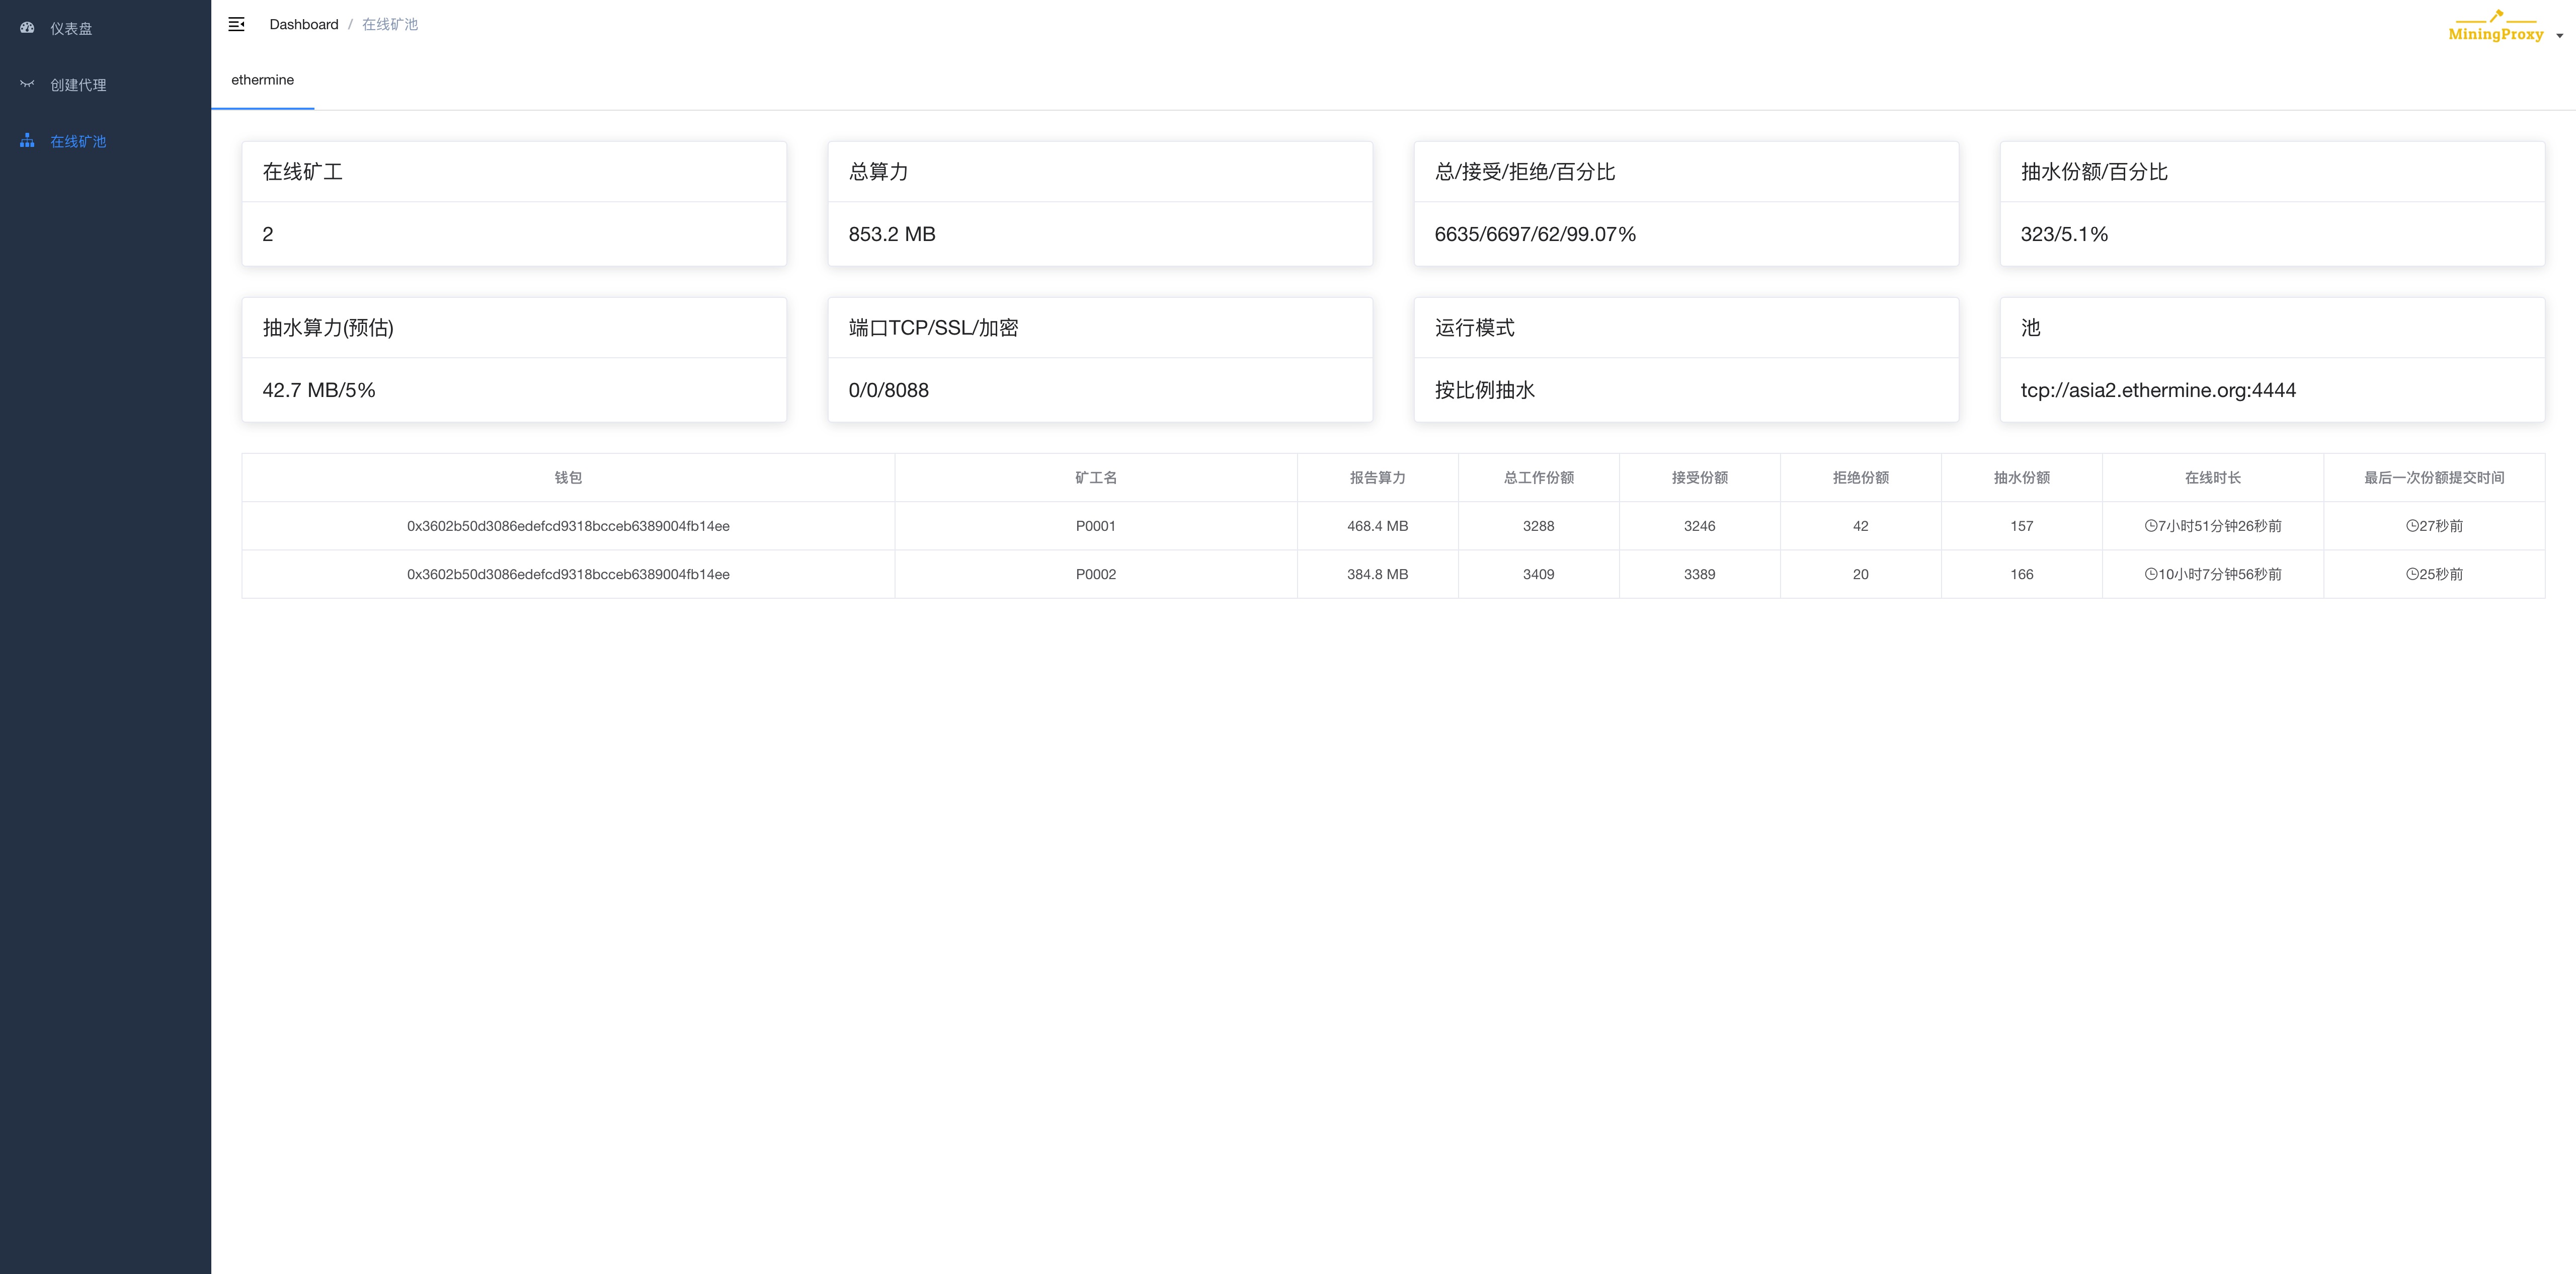 仪表盘
创建代理
在线矿池
Dashboard / 在线矿池
MiningProxy
ethermine
在线矿工
2
总算力
853.2 MB
总/接受/拒绝/百分比
6635/6697/62/99.07%
抽水份额/百分比
323/5.1%
抽水算力(预估)
42.7 MB/5%
端口TCP/SSL/加密
0/0/8088
运行模式
按比例抽水
池
tcp://asia2.ethermine.org:4444
钱包 矿工名 报告算力 总工作份额 接受份额 拒绝份额 抽水份额 在线时长 最后一次份额提交时间
0x3602b50d3086edefcd9318bcceb6389004fb14ee P0001 468.4 MB 3288 3246 42 157 7小时51分钟26秒前 27秒前
0x3602b50d3086edefcd9318bcceb6389004fb14ee P0002 384.8 MB 3409 3389 20 166 10小时7分钟56秒前 25秒前